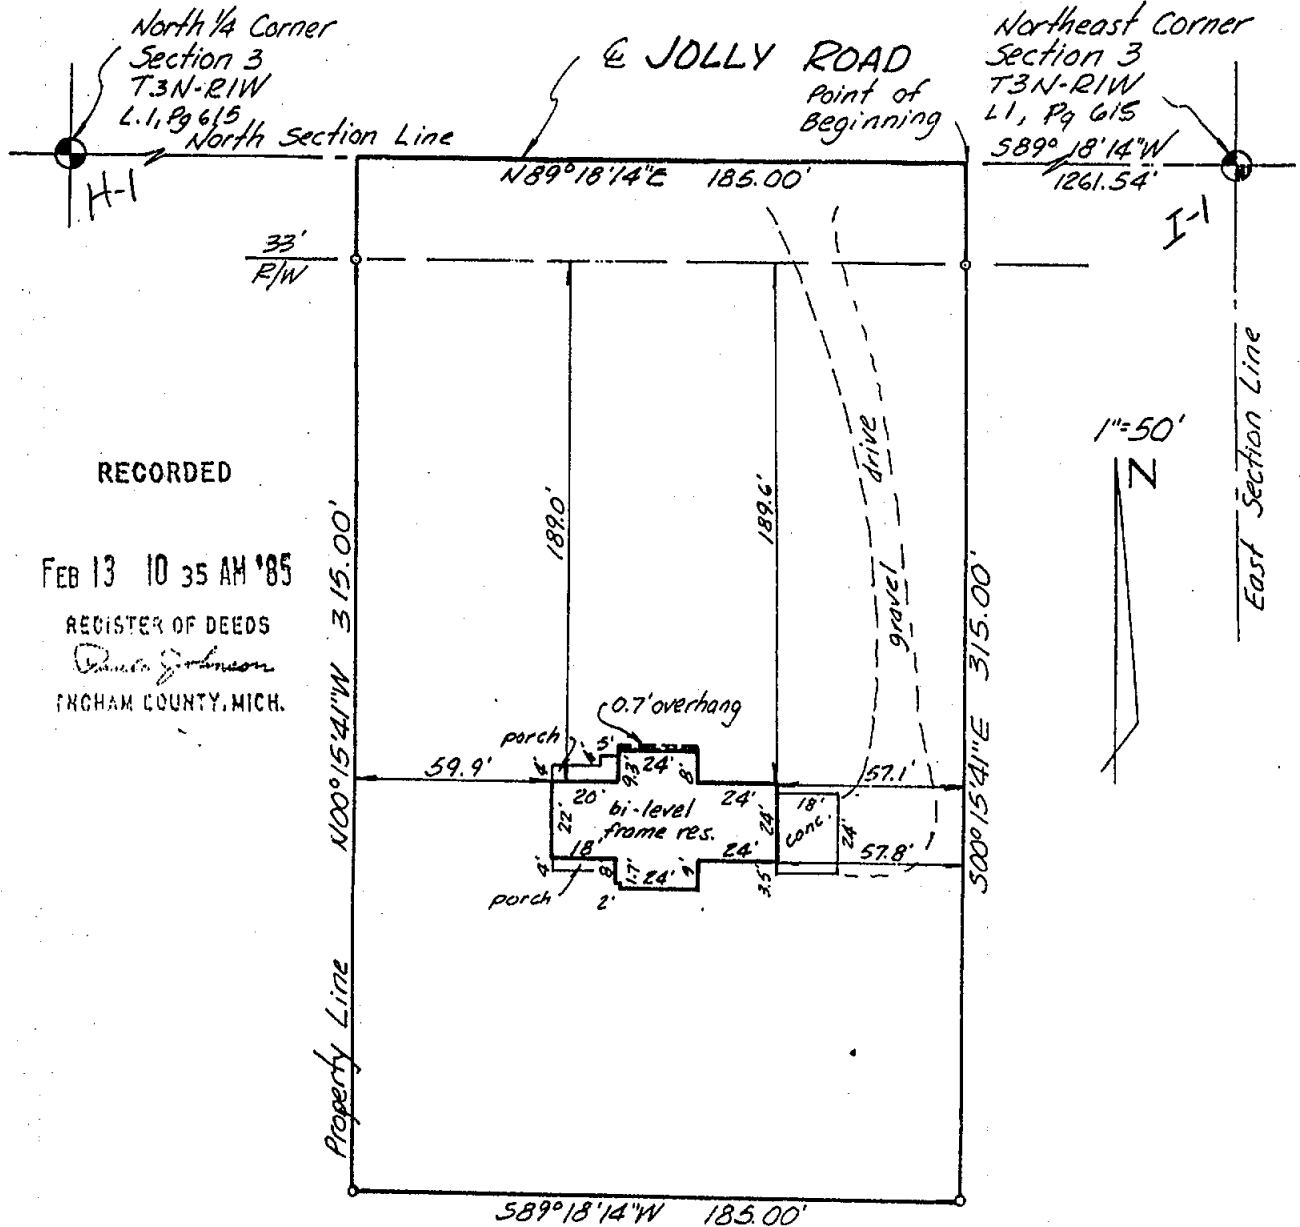 North 1/4 Corner
Section 3
T3N-R1W
L.1, Pg 615
North Section Line
H-1
℄ JOLLY ROAD
Point of
Beginning
Northeast Corner
Section 3
T3N-R1W
L1, Pg 615
S89°18'14"W
1261.54'
I-1
N89°18'14"E 185.00'
33'
R/W
RECORDED
FEB 13 10 35 AM '85
REGISTER OF DEEDS
Johnson
INGHAM COUNTY, MICH.
N00°15'41"W 315.00'
189.0'
189.6'
gravel drive
S00°15'41"E 315.00'
1"=50'
N
East Section Line
0.7' overhang
porch
5'
4'
9.3'
24'
8'
59.9'
57.1'
20'
24'
18'
22'
bi-level
frame res.
24'
conc.
24'
18'
24'
57.8'
4'
8'
1.7'
24'
9'
3.5'
porch
2'
Property Line
S89°18'14"W 185.00'